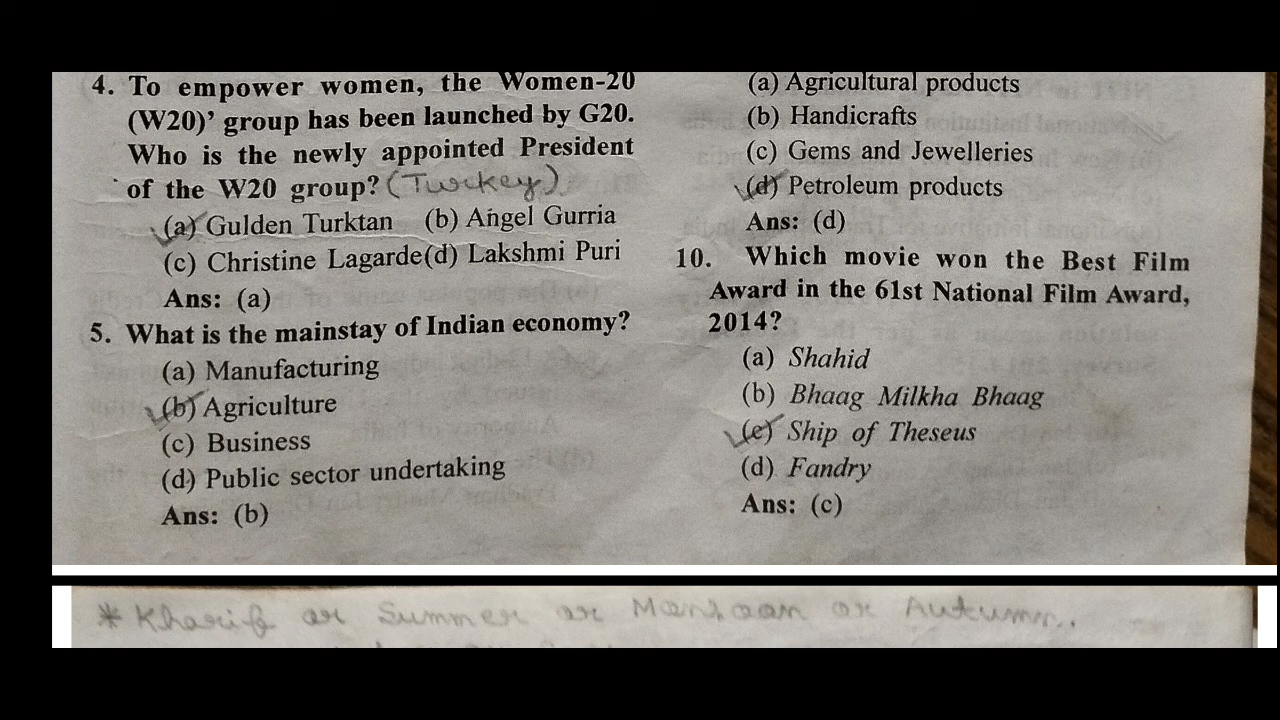 4. To empower women, the Women-20
(W20)’ group has been launched by G20.
Who is the newly appointed President
of the W20 group? (Turkey)
(a) Gulden Turktan (b) Angel Gurria
(c) Christine Lagarde(d) Lakshmi Puri
Ans: (a)
5. What is the mainstay of Indian economy?
(a) Manufacturing
(b) Agriculture
(c) Business
(d) Public sector undertaking
Ans: (b)
(a) Agricultural products
(b) Handicrafts
(c) Gems and Jewelleries
(d) Petroleum products
Ans: (d)
10. Which movie won the Best Film
Award in the 61st National Film Award,
2014?
(a) Shahid
(b) Bhaag Milkha Bhaag
(c) Ship of Theseus
(d) Fandry
Ans: (c)
* Kharif or Summer or Monsoon or Autumn..